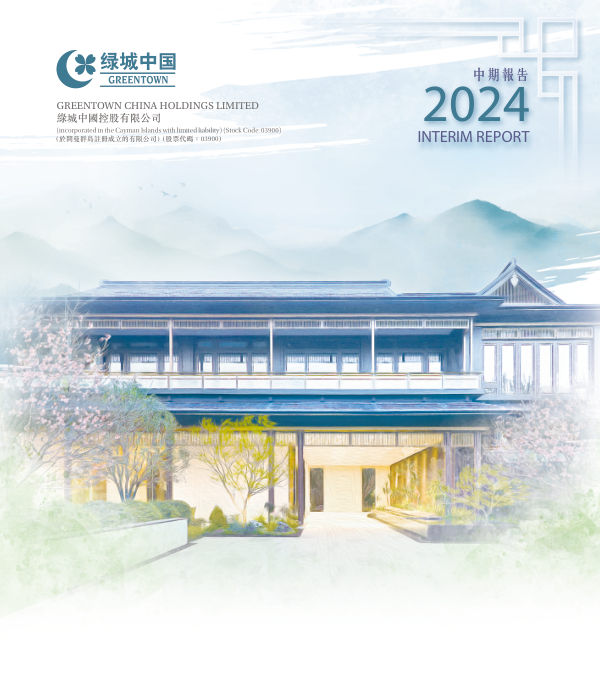 绿城中国
GREENTOWN
GREENTOWN CHINA HOLDINGS LIMITED
綠城中國控股有限公司
(incorporated in the Cayman Islands with limited liability) (Stock Code 03900)
(於開曼群島註冊成立的有限公司) (股票代碼：03900)
中期報告
2024
INTERIM REPORT